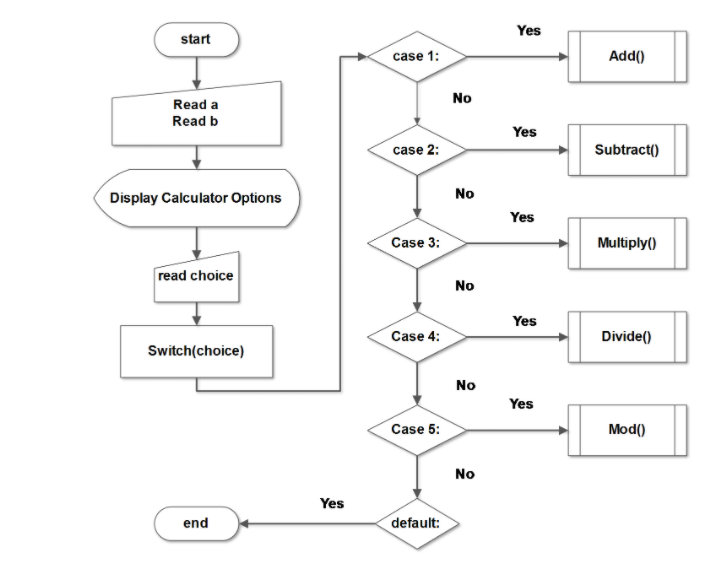 start
Read a
Read b
Display Calculator Options
read choice
Switch(choice)
case 1:
Yes
Add()
No
case 2:
Yes
Subtract()
No
Case 3:
Yes
Multiply()
No
Case 4:
Yes
Divide()
No
Case 5:
Yes
Mod()
No
default:
Yes
end